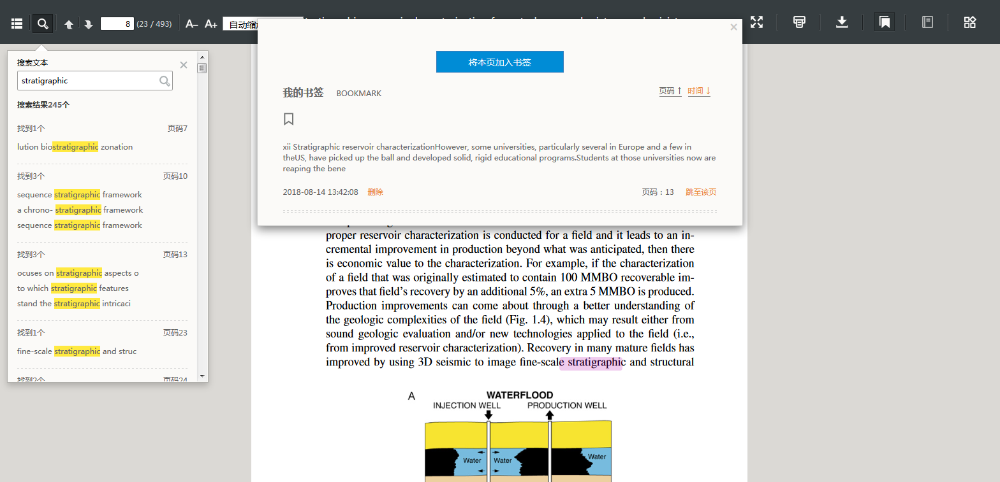 8 (23 / 493) A- A+
搜索文本
stratigraphic
搜索结果245个
找到1个 页码7
lution biostratigraphic zonation
找到3个 页码10
sequence stratigraphic framework
a chrono- stratigraphic framework
sequence stratigraphic framework
找到3个 页码13
ocuses on stratigraphic aspects o
to which stratigraphic features
stand the stratigraphic intricaci
找到1个 页码23
fine-scale stratigraphic and struc
找到2个 页码24
将本页加入书签
我的书签 BOOKMARK 页码↑ 时间↓
xii Stratigraphic reservoir characterizationHowever, some universities, particularly several in Europe and a few in
theUS, have picked up the ball and developed solid, rigid educational programs.Students at those universities now are
reaping the bene
2018-08-14 13:42:08 删除 页码：13 跳至该页
proper reservoir characterization is conducted for a field and it leads to an in-
cremental improvement in production beyond what was anticipated, then there
is economic value to the characterization. For example, if the characterization
of a field that was originally estimated to contain 100 MMBO recoverable im-
proves that field's recovery by an additional 5%, an extra 5 MMBO is produced.
Production improvements can come about through a better understanding of
the geologic complexities of the field (Fig. 1.4), which may result either from
sound geologic evaluation and/or new technologies applied to the field (i.e.,
from improved reservoir characterization). Recovery in many mature fields has
improved by using 3D seismic to image fine-scale stratigraphic and structural
A WATERFLOOD
INJECTION WELL PRODUCTION WELL
Water Water Water